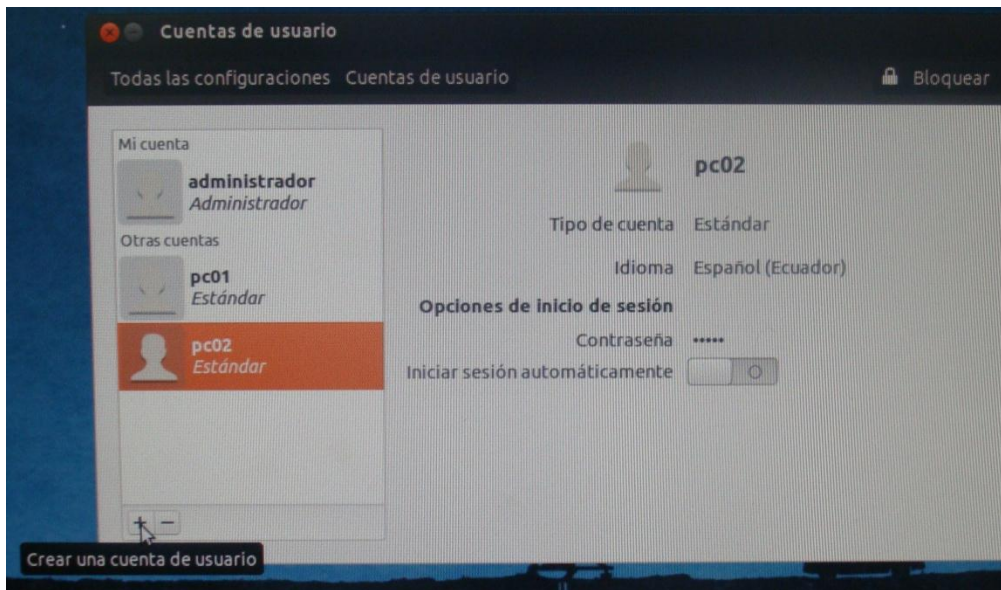 Cuentas de usuario
Todas las configuraciones Cuentas de usuario
Bloquear
Mi cuenta
administrador
Administrador
Otras cuentas
pc01
Estándar
pc02
Estándar
pc02
Tipo de cuenta Estándar
Idioma Español (Ecuador)
Opciones de inicio de sesión
Contraseña •••••
Iniciar sesión automáticamente
Crear una cuenta de usuario